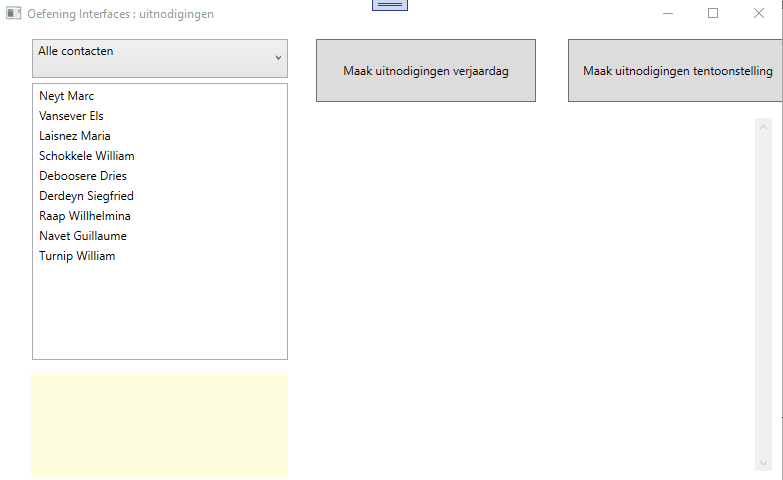 Oefening Interfaces : uitnodigingen
Alle contacten
Maak uitnodigingen verjaardag
Maak uitnodigingen tentoonstelling
Neyt Marc
Vansever Els
Laisnez Maria
Schokkele William
Deboosere Dries
Derdeyn Siegfried
Raap Willhelmina
Navet Guillaume
Turnip William